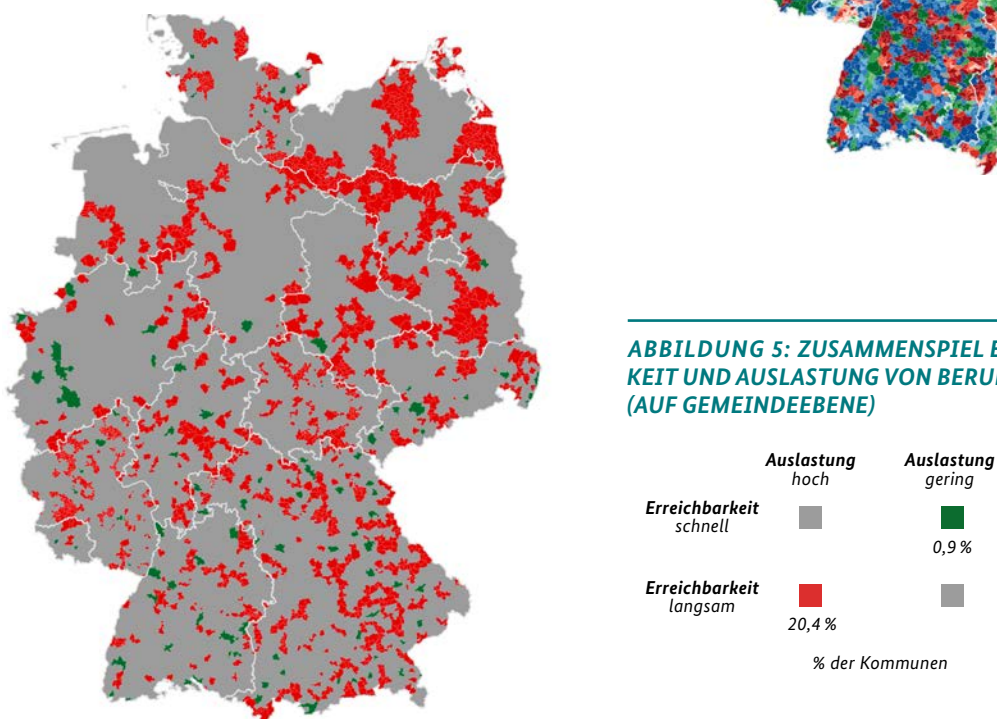 ABBILDUNG 5: ZUSAMMENSPIEL
KEIT UND AUSLASTUNG VON
(AUF GEMEINDEEBENE)
Auslastung Auslastung
hoch gering
Erreichbarkeit
schnell
0,9 %
Erreichbarkeit
langsam
20,4 %
% der Kommunen